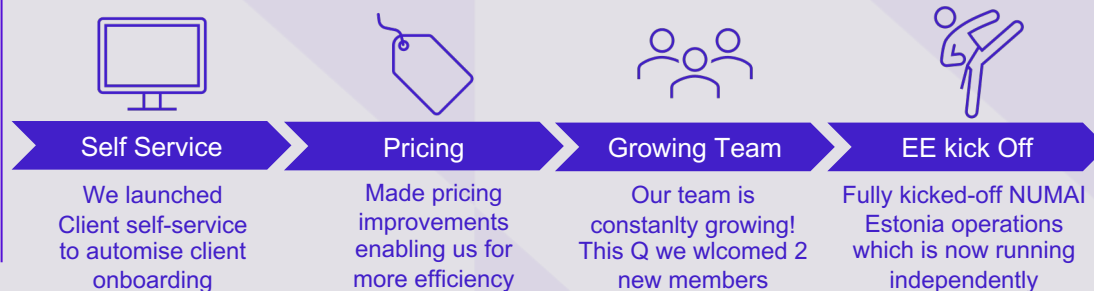 Self Service
We launched
Client self-service
to automise client
onboarding
Pricing
Made pricing
improvements
enabling us for
more efficiency
Growing Team
Our team is
constanlty growing!
This Q we wlcomed 2
new members
EE kick Off
Fully kicked-off NUMAI
Estonia operations
which is now running
independently